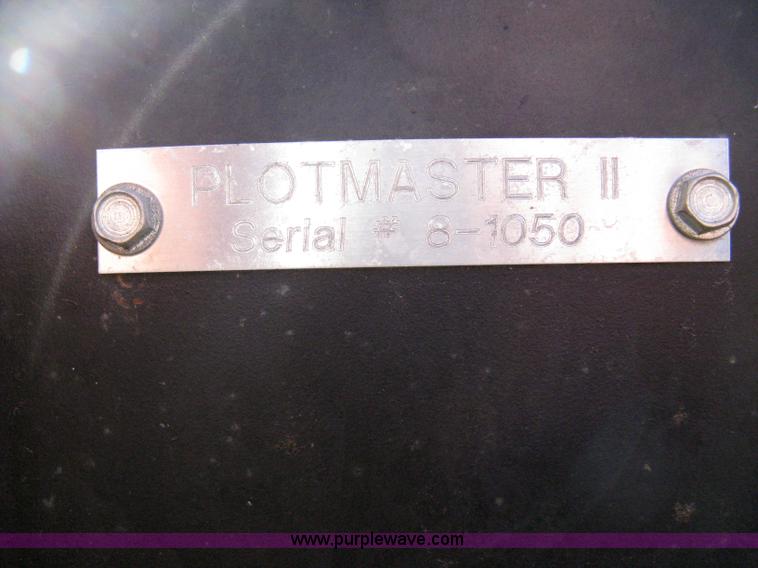 PLOTMASTER II
Serial # 8-1050
www.purplewave.com